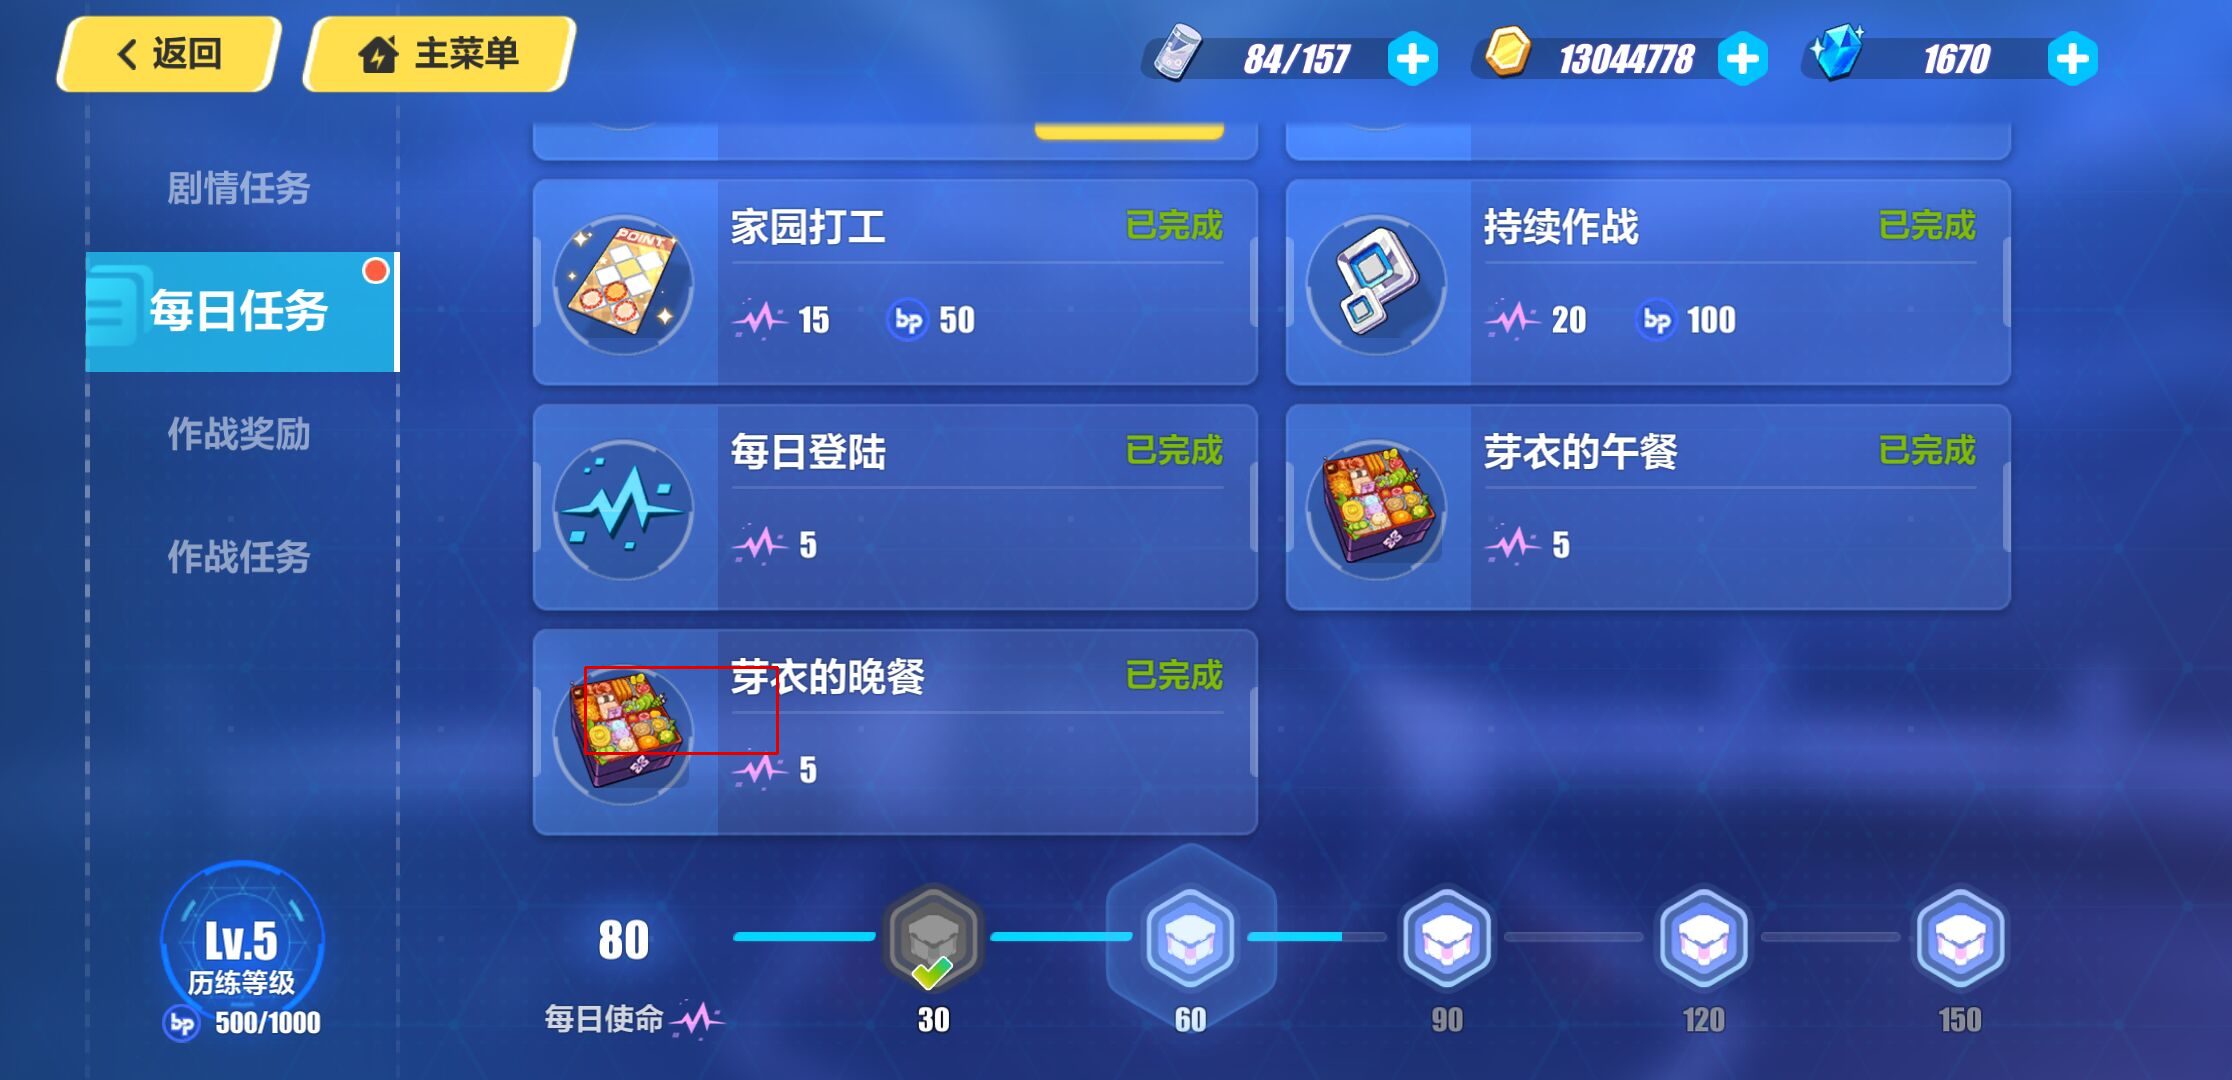 返回
主菜单
84/157
13044778
1670
剧情任务
每日任务
作战奖励
作战任务
POINT
家园打工
已完成
15
bp 50
持续作战
已完成
20
bp 100
每日登陆
已完成
5
芽衣的午餐
已完成
5
芽衣的晚餐
已完成
5
Lv.5
历练等级
bp 500/1000
80
每日使命
30
60
90
120
150